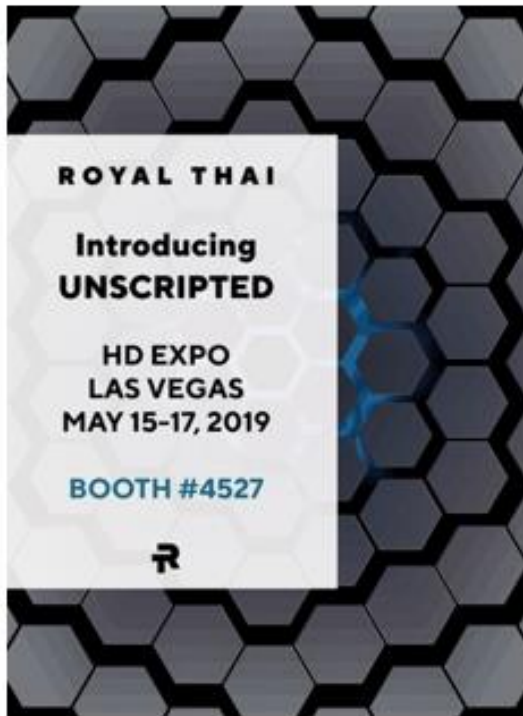 ROYAL THAI
Introducing
UNSCRIPTED
HD EXPO
LAS VEGAS
MAY 15-17, 2019
BOOTH #4527